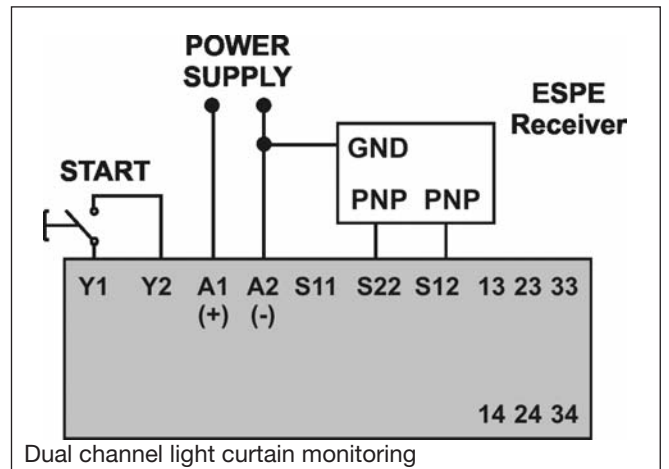 POWER
SUPPLY
ESPE
Receiver
GND
START
PNP PNP
Y1 Y2 A1 A2 S11 S22 S12 13 23 33
(+) (-)
14 24 34
Dual channel light curtain monitoring